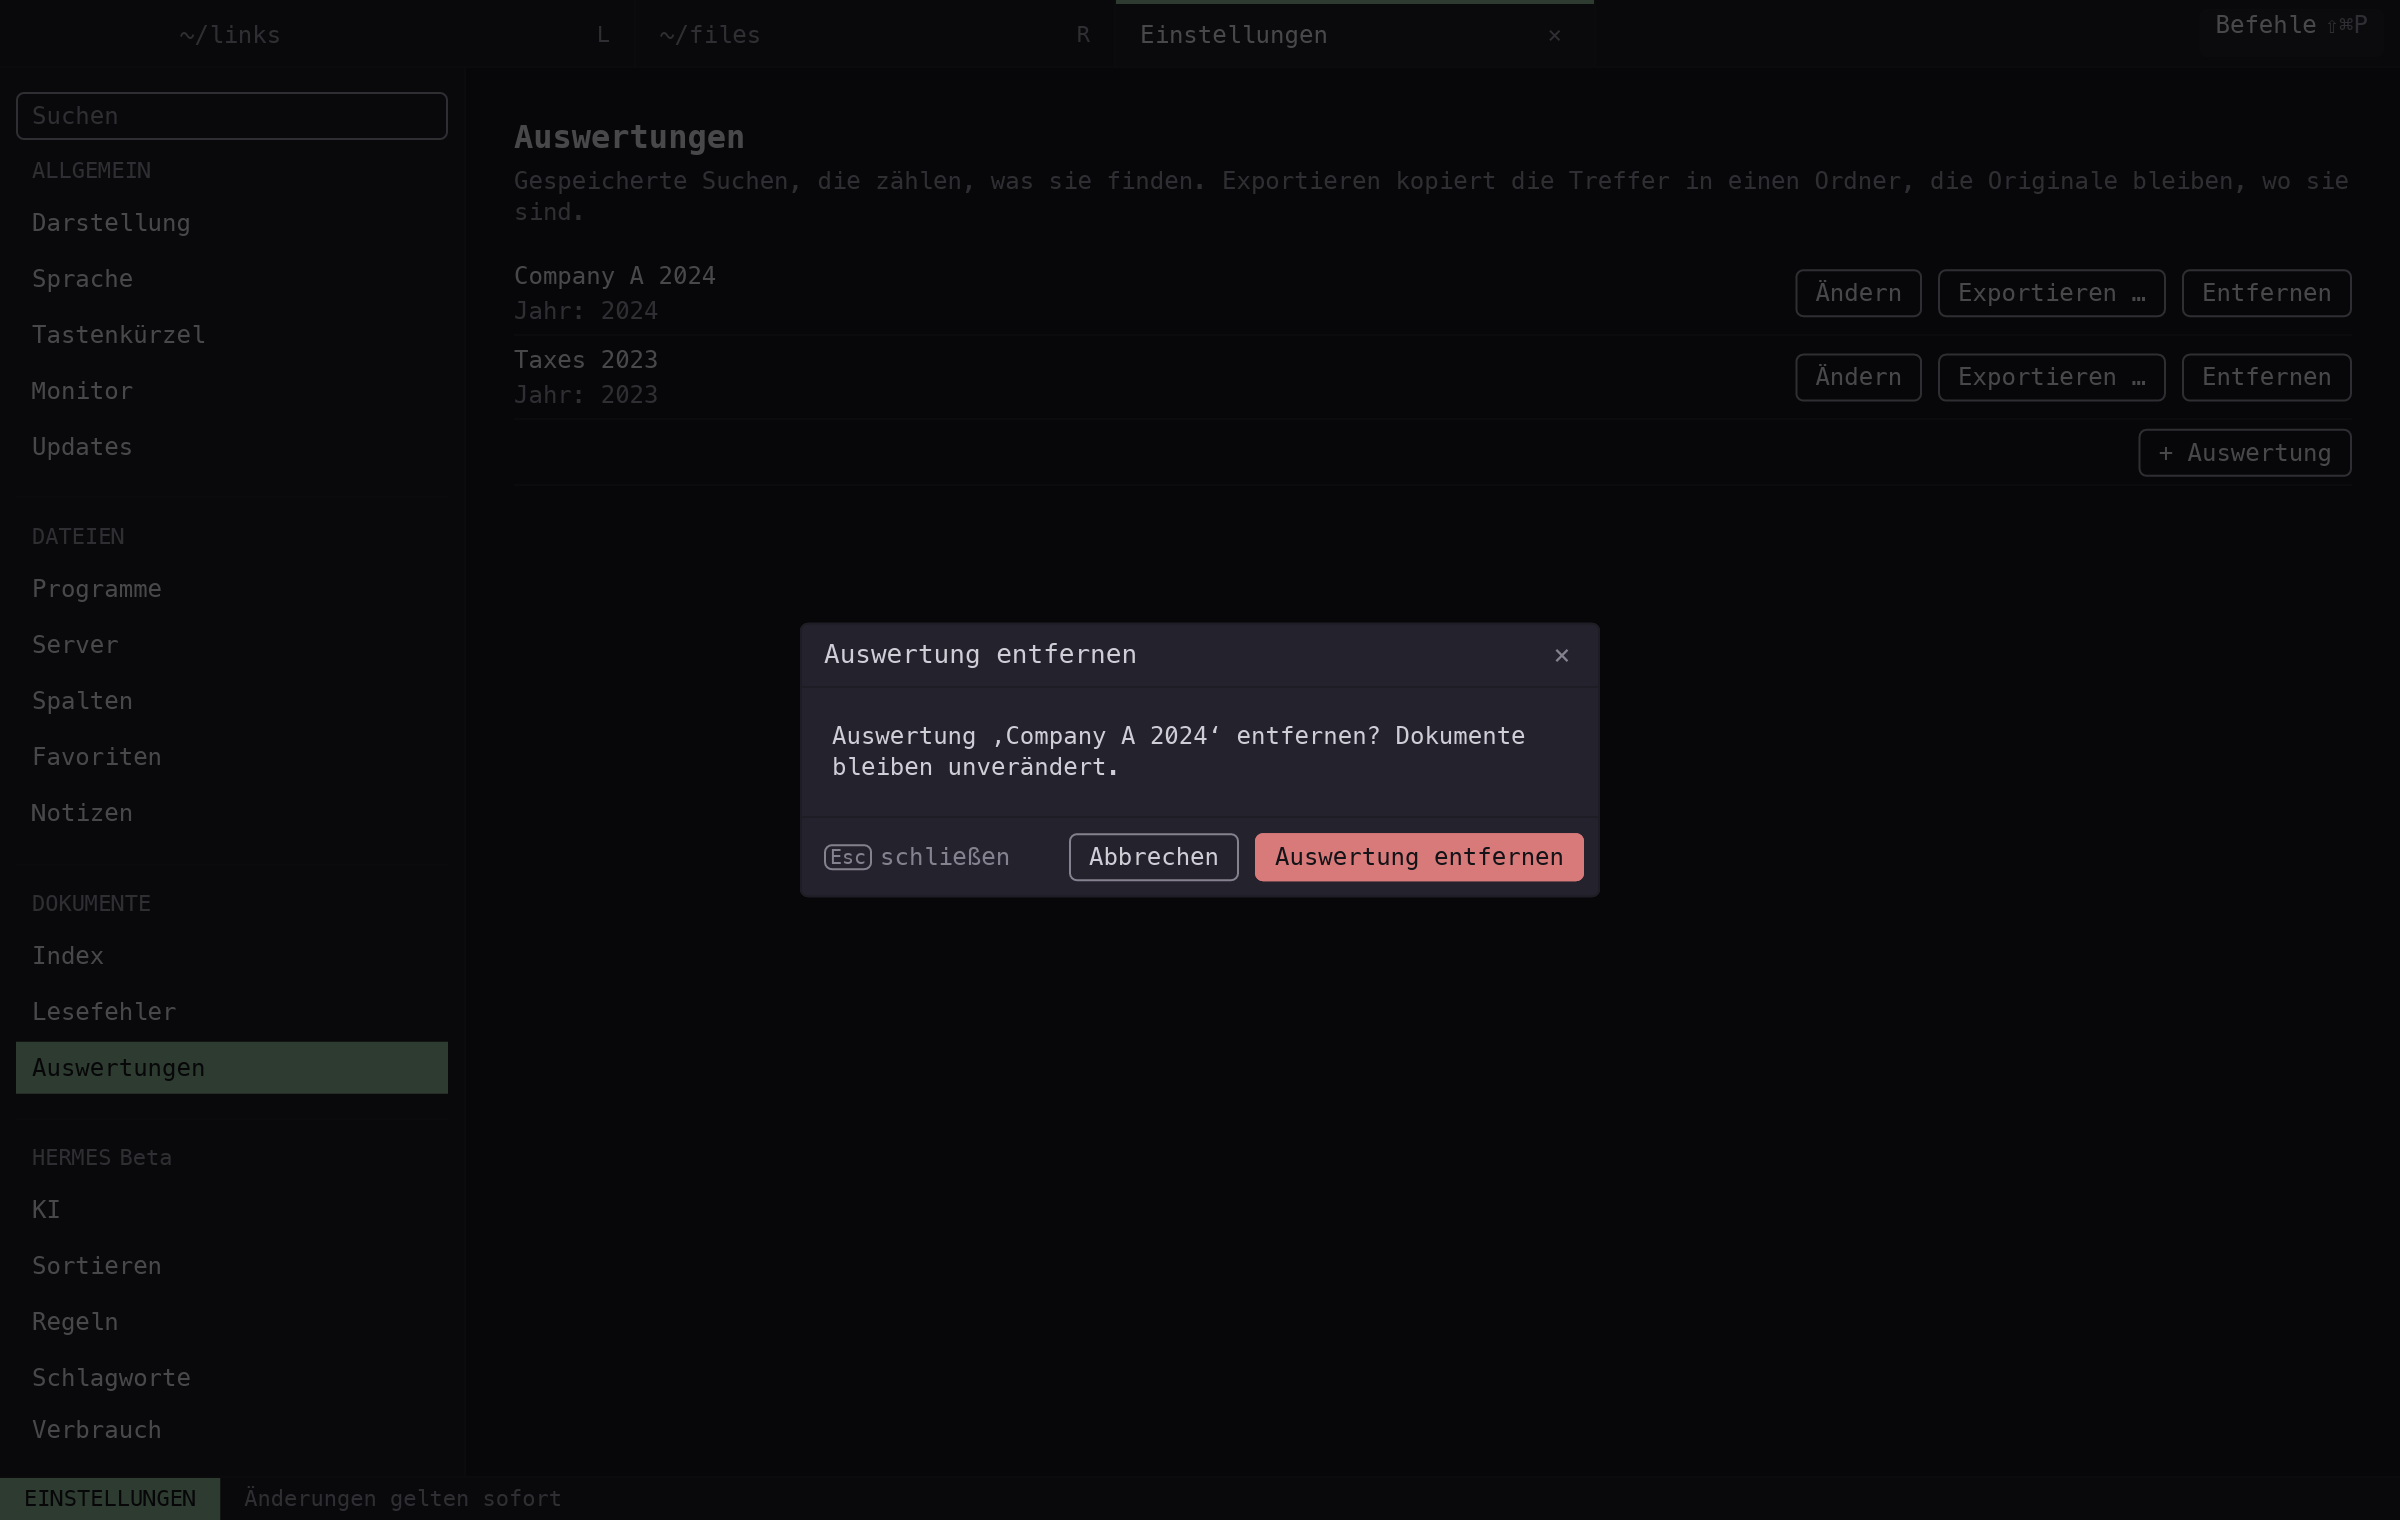 ~/links L ~/files R Einstellungen × Befehle ⇧⌘P
Suchen
ALLGEMEIN
Darstellung
Sprache
Tastenkürzel
Monitor
Updates
DATEIEN
Programme
Server
Spalten
Favoriten
Notizen
DOKUMENTE
Index
Lesefehler
Auswertungen
HERMES Beta
KI
Sortieren
Regeln
Schlagworte
Verbrauch
Auswertungen
Gespeicherte Suchen, die zählen, was sie finden. Exportieren kopiert die Treffer in einen Ordner, die Originale bleiben, wo sie
sind.
Company A 2024
Jahr: 2024
Ändern Exportieren … Entfernen
Taxes 2023
Jahr: 2023
Ändern Exportieren … Entfernen
+ Auswertung
Auswertung entfernen ×
Auswertung ‚Company A 2024‘ entfernen? Dokumente
bleiben unverändert.
Esc schließen Abbrechen Auswertung entfernen
EINSTELLUNGEN Änderungen gelten sofort